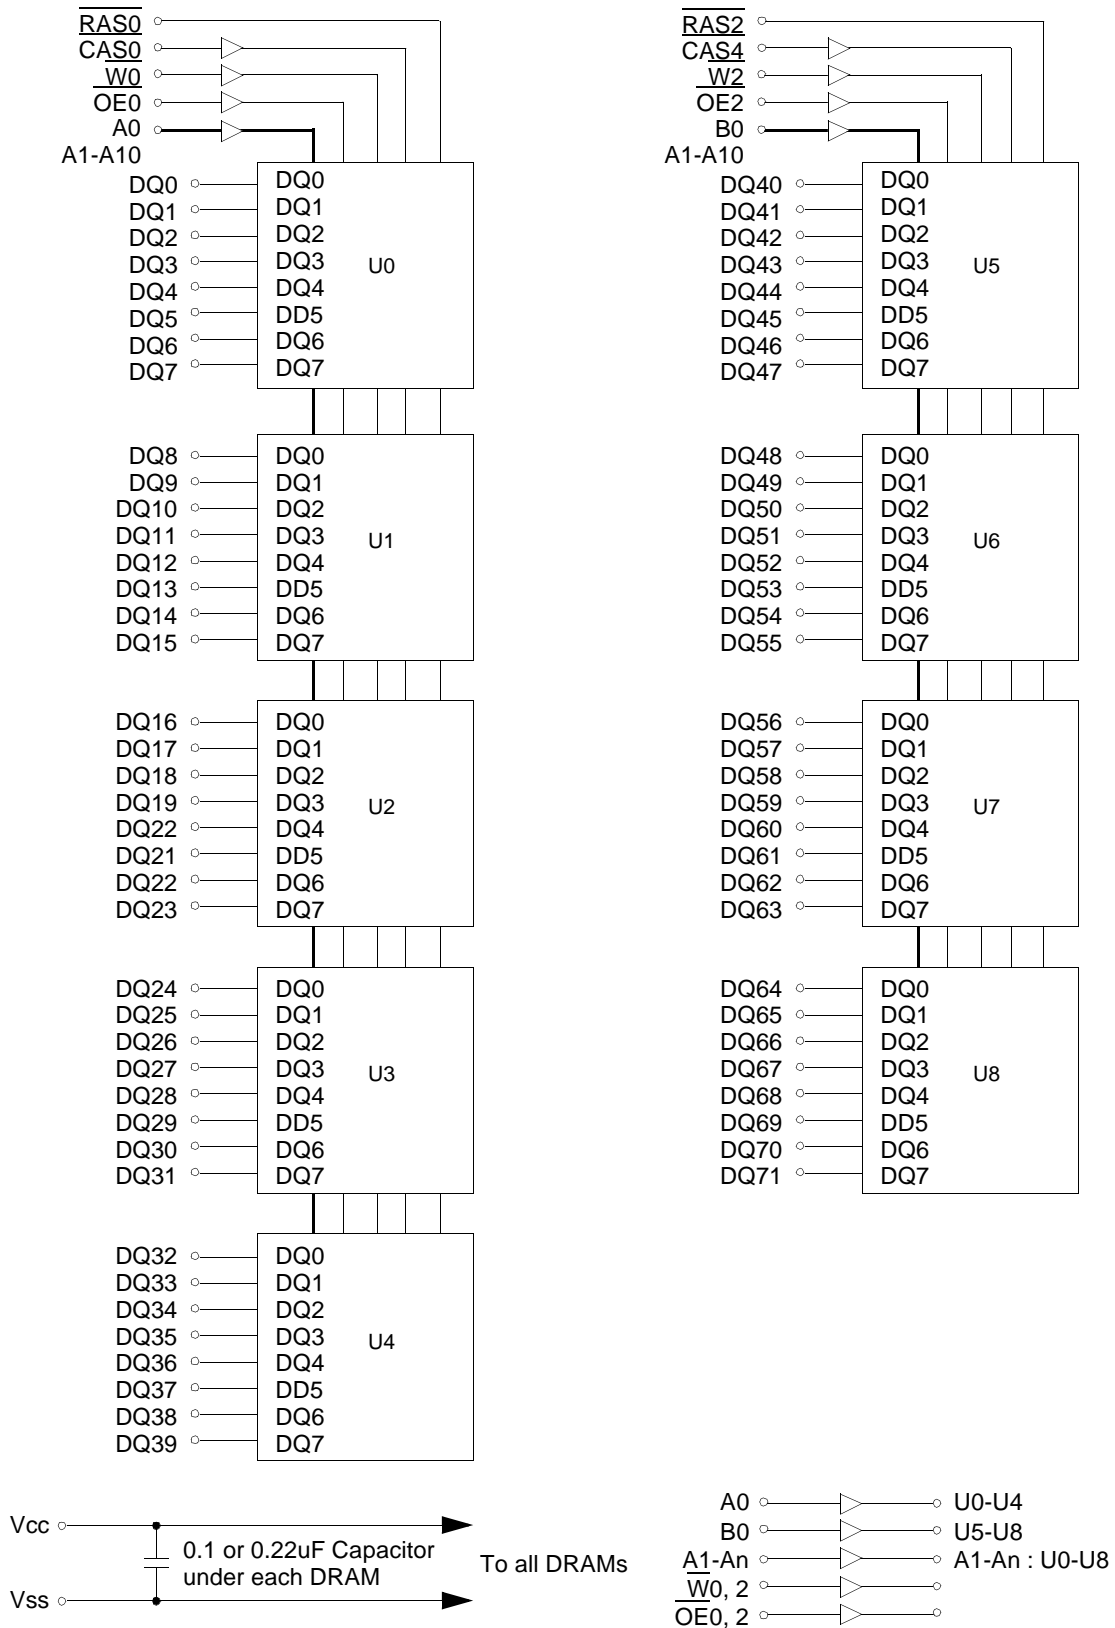 RAS0
CAS0
W0
OE0
A0
A1-A10
DQ0 DQ0
DQ1 DQ1
DQ2 DQ2
DQ3 DQ3
DQ4 DQ4
DQ5 DD5
DQ6 DQ6
DQ7 DQ7
U0
DQ8 DQ0
DQ9 DQ1
DQ10 DQ2
DQ11 DQ3
DQ12 DQ4
DQ13 DD5
DQ14 DQ6
DQ15 DQ7
U1
DQ16 DQ0
DQ17 DQ1
DQ18 DQ2
DQ19 DQ3
DQ22 DQ4
DQ21 DD5
DQ22 DQ6
DQ23 DQ7
U2
DQ24 DQ0
DQ25 DQ1
DQ26 DQ2
DQ27 DQ3
DQ28 DQ4
DQ29 DD5
DQ30 DQ6
DQ31 DQ7
U3
DQ32 DQ0
DQ33 DQ1
DQ34 DQ2
DQ35 DQ3
DQ36 DQ4
DQ37 DD5
DQ38 DQ6
DQ39 DQ7
U4
RAS2
CAS4
W2
OE2
B0
A1-A10
DQ40 DQ0
DQ41 DQ1
DQ42 DQ2
DQ43 DQ3
DQ44 DQ4
DQ45 DD5
DQ46 DQ6
DQ47 DQ7
U5
DQ48 DQ0
DQ49 DQ1
DQ50 DQ2
DQ51 DQ3
DQ52 DQ4
DQ53 DD5
DQ54 DQ6
DQ55 DQ7
U6
DQ56 DQ0
DQ57 DQ1
DQ58 DQ2
DQ59 DQ3
DQ60 DQ4
DQ61 DD5
DQ62 DQ6
DQ63 DQ7
U7
DQ64 DQ0
DQ65 DQ1
DQ66 DQ2
DQ67 DQ3
DQ68 DQ4
DQ69 DD5
DQ70 DQ6
DQ71 DQ7
U8
Vcc
0.1 or 0.22uF Capacitor
under each DRAM
To all DRAMs
Vss
A0 U0-U4
B0 U5-U8
A1-An A1-An : U0-U8
W0, 2
OE0, 2